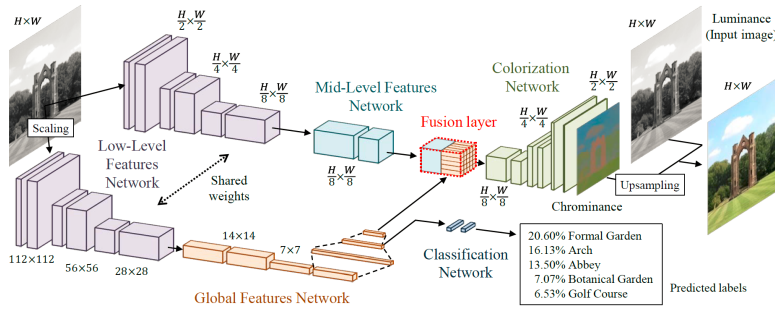 H×W
H/2 × W/2
H/4 × W/4
H/8 × W/8
Scaling
Low-Level
Features
Network
Mid-Level Features
Network
H/8 × W/8
Fusion layer
Colorization
Network
H/2 × W/2
H/4 × W/4
H/8 × W/8
H×W
Luminance
(Input image)
H×W
Shared
weights
Chrominance
Upsampling
112×112
56×56
28×28
14×14
7×7
Global Features Network
Classification
Network
20.60% Formal Garden
16.13% Arch
13.50% Abbey
7.07% Botanical Garden
6.53% Golf Course
Predicted labels